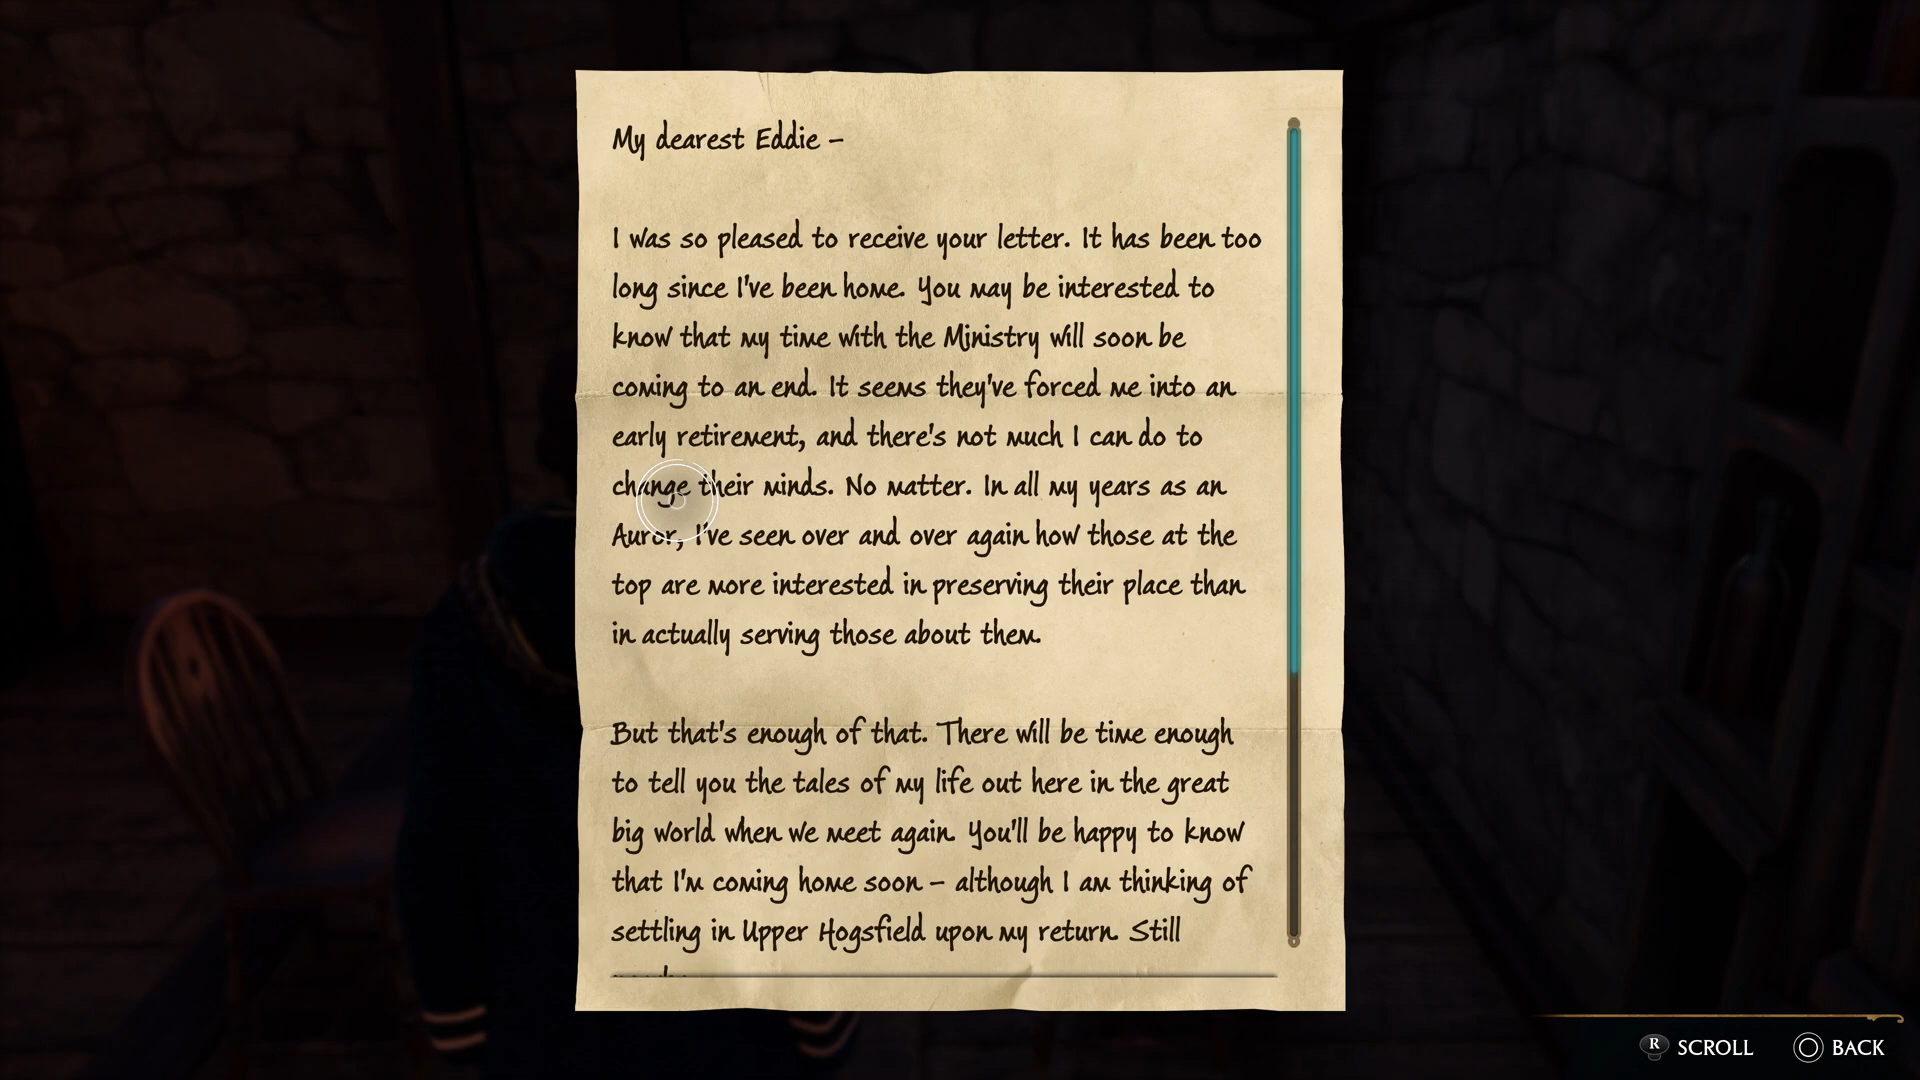 My dearest Eddie –
I was so pleased to receive your letter. It has been too
long since I've been home. You may be interested to
know that my time with the Ministry will soon be
coming to an end. It seems they've forced me into an
early retirement, and there's not much I can do to
change their minds. No matter. In all my years as an
Auror, I've seen over and over again how those at the
top are more interested in preserving their place than
in actually serving those about them.
But that's enough of that. There will be time enough
to tell you the tales of my life out here in the great
big world when we meet again. You'll be happy to know
that I'm coming home soon – although I am thinking of
settling in Upper Hogsfield upon my return. Still
R SCROLL BACK